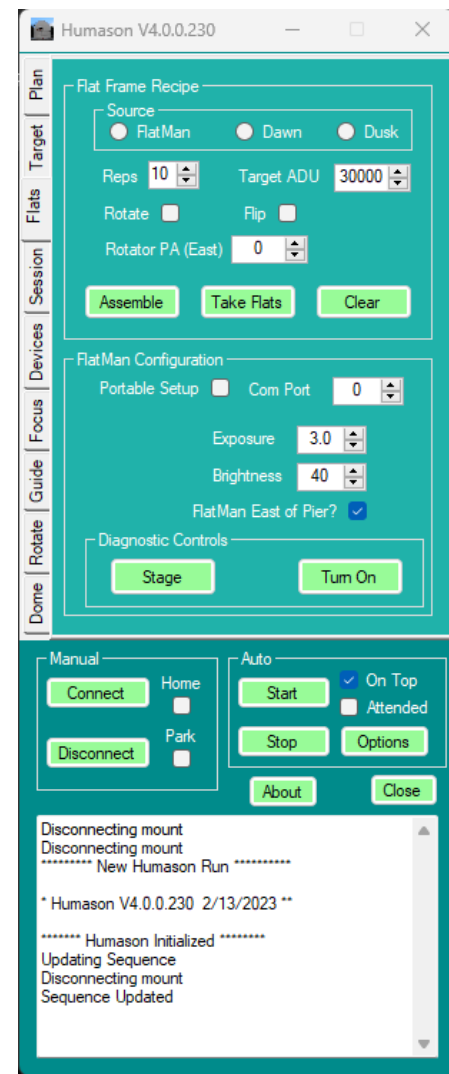 Humason V4.0.0.230
Plan
Target
Flats
Session
Devices
Focus
Guide
Rotate
Dome
Flat Frame Recipe
Source
FlatMan Dawn Dusk
Reps 10 Target ADU 30000
Rotate Flip
Rotator PA (East) 0
Assemble Take Flats Clear
FlatMan Configuration
Portable Setup Com Port 0
Exposure 3.0
Brightness 40
FlatMan East of Pier?
Diagnostic Controls
Stage Turn On
Manual
Connect Home
Disconnect Park
Auto
Start On Top
Attended
Stop Options
About Close
Disconnecting mount
Disconnecting mount
********* New Humason Run **********
* Humason V4.0.0.230 2/13/2023 **
******* Humason Initialized ********
Updating Sequence
Disconnecting mount
Sequence Updated